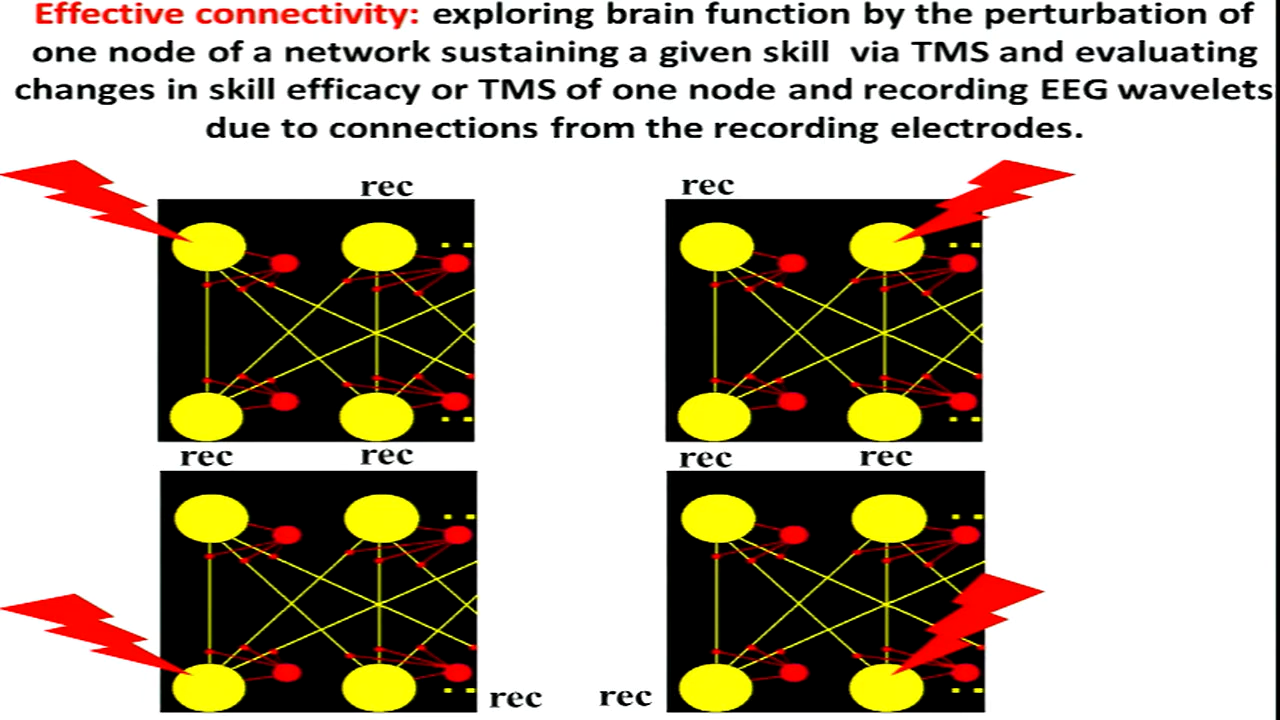 Effective connectivity: exploring brain function by the perturbation of
one node of a network sustaining a given skill via TMS and evaluating
changes in skill efficacy or TMS of one node and recording EEG wavelets
due to connections from the recording electrodes.
rec rec
rec rec rec rec
rec rec